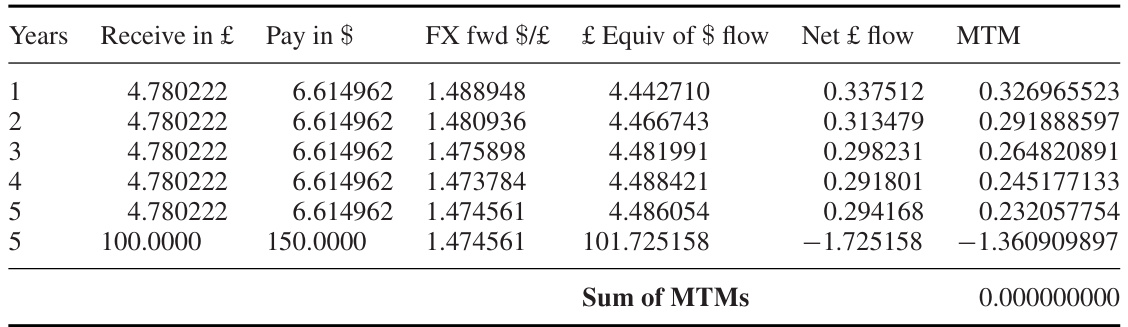 Years Receive in £ Pay in $ FX fwd $/£ £ Equiv of $ flow Net £ flow MTM
1 4.780222 6.614962 1.488948 4.442710 0.337512 0.326965523
2 4.780222 6.614962 1.480936 4.466743 0.313479 0.291888597
3 4.780222 6.614962 1.475898 4.481991 0.298231 0.264820891
4 4.780222 6.614962 1.473784 4.488421 0.291801 0.245177133
5 4.780222 6.614962 1.474561 4.486054 0.294168 0.232057754
5 100.0000 150.0000 1.474561 101.725158 −1.725158 −1.360909897
Sum of MTMs 0.000000000